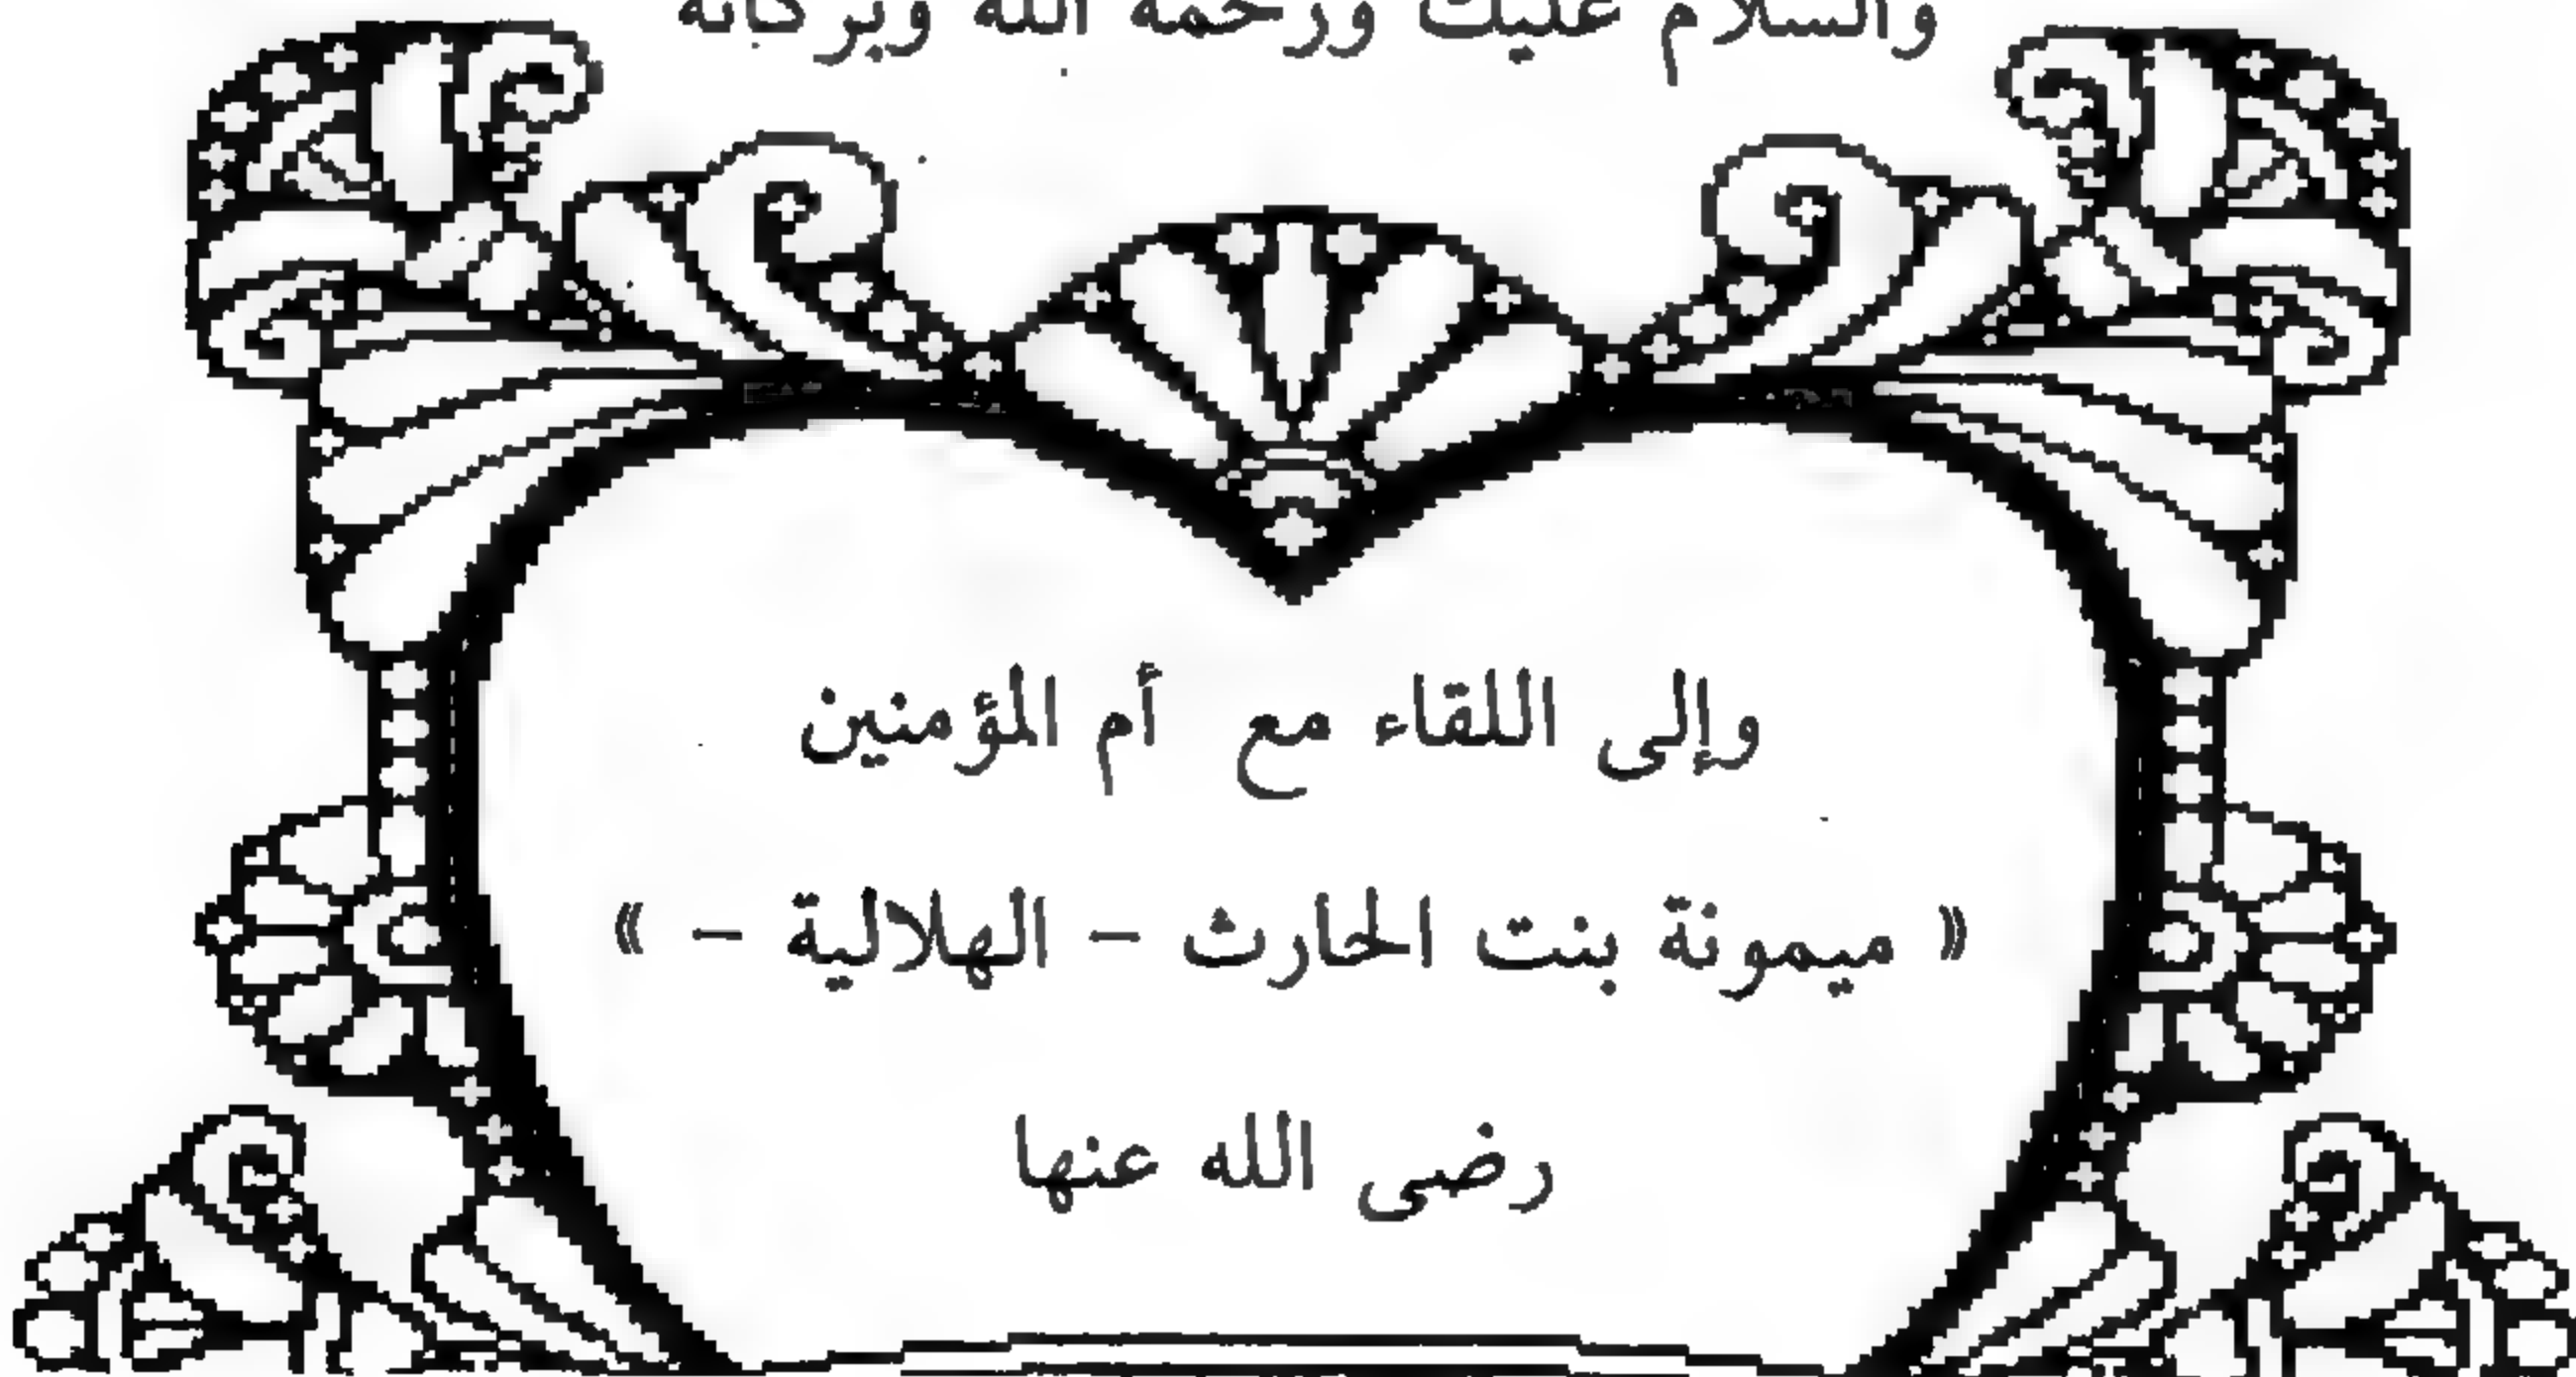 والسلام عليك ورحمة الله وبركاته
وإلى اللقاء مع أم المؤمنين
« ميمونة بنت الحارث - الهلالية - »
رضى الله عنها